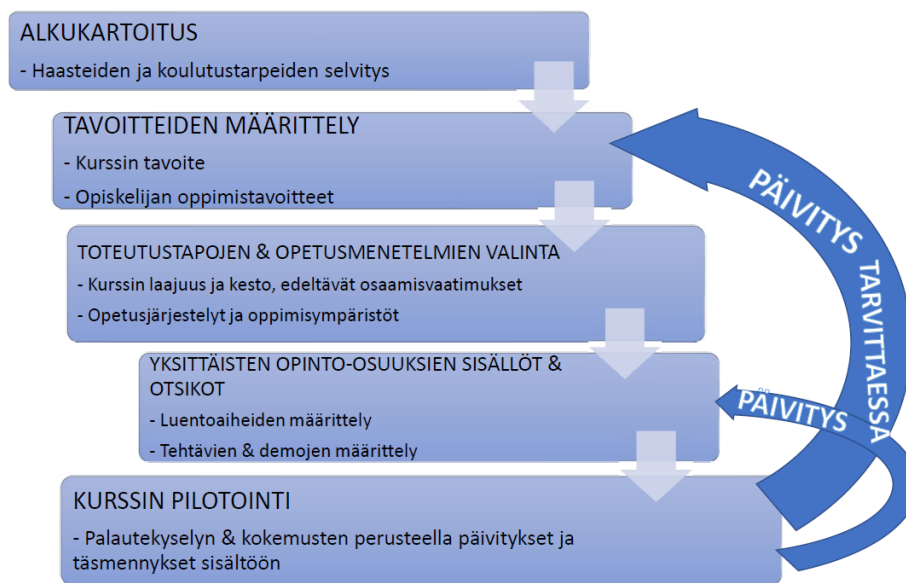 ALKUKARTOITUS
- Haasteiden ja koulutustarpeiden selvitys
TAVOITTEIDEN MÄÄRITTELY
- Kurssin tavoite
- Opiskelijan oppimistavoitteet
TOTEUTUSTAPOJEN & OPETUSMENETELMIEN VALINTA
- Kurssin laajuus ja kesto, edeltävät osaamisvaatimukset
- Opetusjärjestelyt ja oppimisympäristöt
YKSITTÄISTEN OPINTO-OSUUKSIEN SISÄLLÖT &
OTSIKOT
- Luentoaiheiden määrittely
- Tehtävien & demojen määrittely
KURSSIN PILOTOINTI
- Palautekyselyn & kokemusten perusteella päivitykset ja
täsmennykset sisältöön
PÄIVITYS TARVITTAESSA
PÄIVITYS